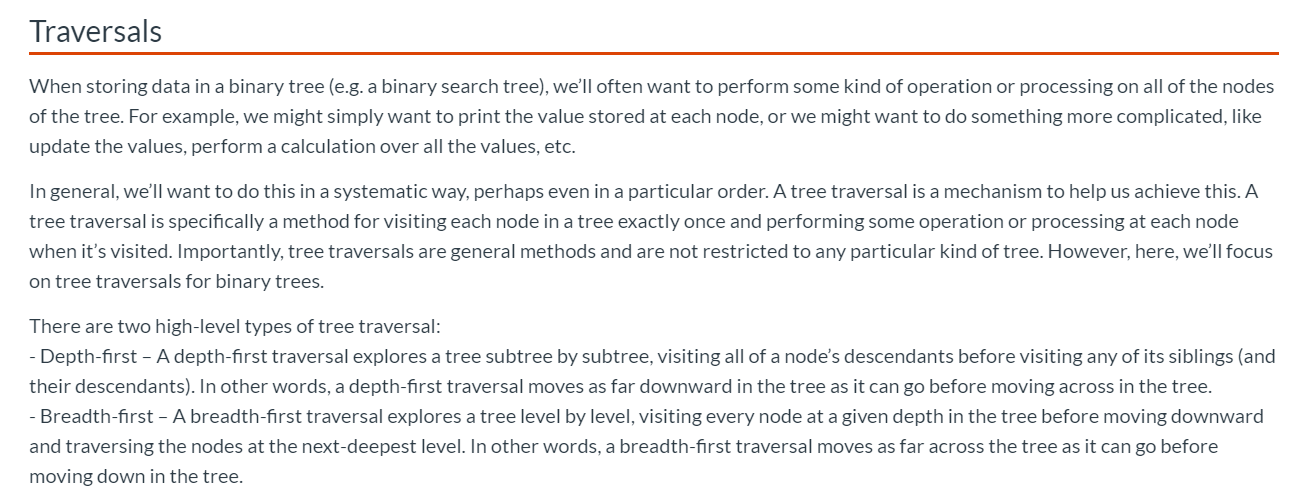 Traversals
When storing data in a binary tree (e.g. a binary search tree), we’ll often want to perform some kind of operation or processing on all of the nodes
of the tree. For example, we might simply want to print the value stored at each node, or we might want to do something more complicated, like
update the values, perform a calculation over all the values, etc.
In general, we’ll want to do this in a systematic way, perhaps even in a particular order. A tree traversal is a mechanism to help us achieve this. A
tree traversal is specifically a method for visiting each node in a tree exactly once and performing some operation or processing at each node
when it’s visited. Importantly, tree traversals are general methods and are not restricted to any particular kind of tree. However, here, we’ll focus
on tree traversals for binary trees.
There are two high-level types of tree traversal:
- Depth-first – A depth-first traversal explores a tree subtree by subtree, visiting all of a node’s descendants before visiting any of its siblings (and
their descendants). In other words, a depth-first traversal moves as far downward in the tree as it can go before moving across in the tree.
- Breadth-first – A breadth-first traversal explores a tree level by level, visiting every node at a given depth in the tree before moving downward
and traversing the nodes at the next-deepest level. In other words, a breadth-first traversal moves as far across the tree as it can go before
moving down in the tree.